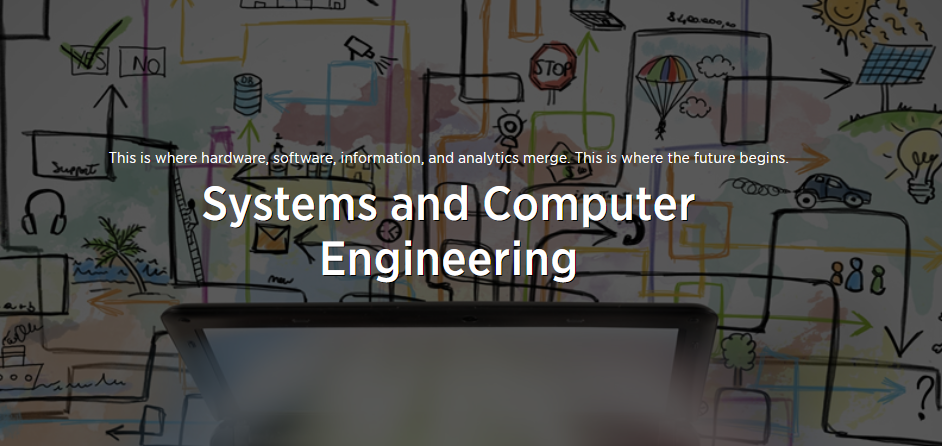 $400.000,00
YES NO
STOP
DB
This is where hardware, software, information, and analytics merge. This is where the future begins.
Support
Systems and Computer
Engineering
a+b
?